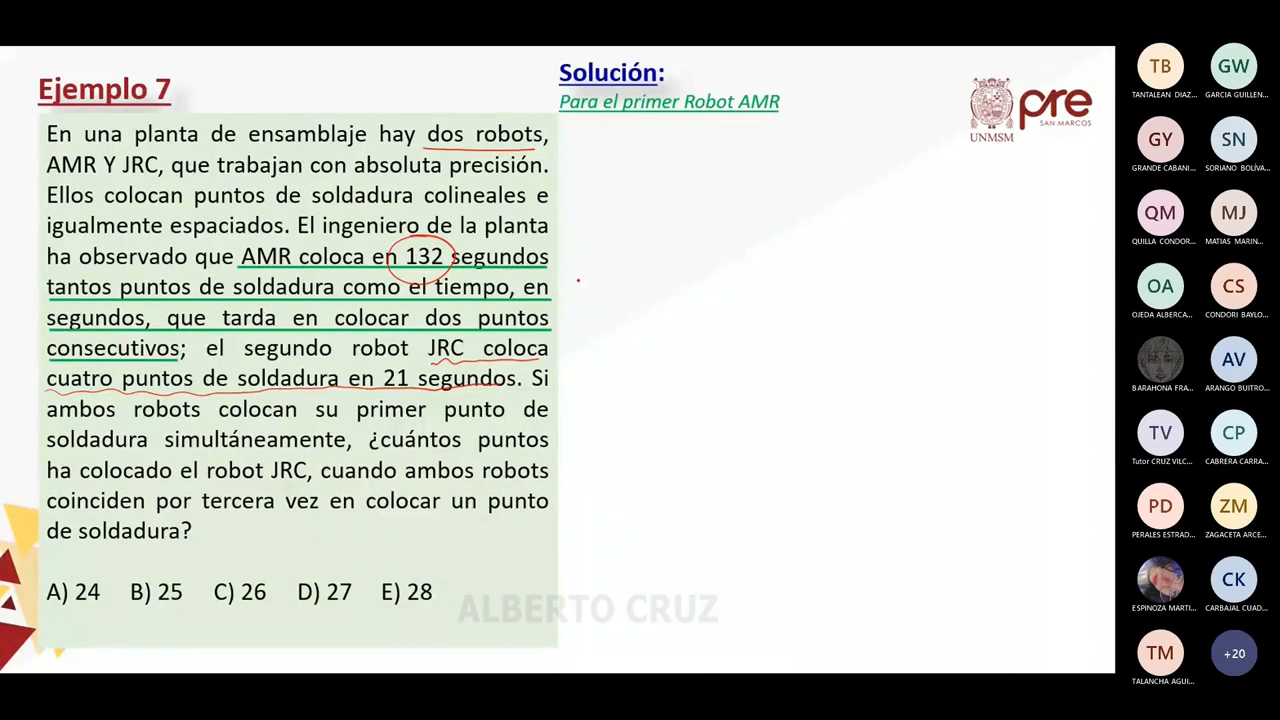 Ejemplo 7
En una planta de ensamblaje hay dos robots,
AMR Y JRC, que trabajan con absoluta precisión.
Ellos colocan puntos de soldadura colineales e
igualmente espaciados. El ingeniero de la planta
ha observado que AMR coloca en 132 segundos
tantos puntos de soldadura como el tiempo, en
segundos, que tarda en colocar dos puntos
consecutivos; el segundo robot JRC coloca
cuatro puntos de soldadura en 21 segundos. Si
ambos robots colocan su primer punto de
soldadura simultáneamente, ¿cuántos puntos
ha colocado el robot JRC, cuando ambos robots
coinciden por tercera vez en colocar un punto
de soldadura?
A) 24 B) 25 C) 26 D) 27 E) 28
ALBERTO CRUZ
Solución:
Para el primer Robot AMR
UNMSM
pre
SAN MARCOS
TB GW
TANTALEAN DIAZ... GARCIA GUILLEN...
GY SN
GRANDE CABANI... SORIANO BOLÍVA...
QM MJ
QUILLA CONDOR... MATIAS MARIN...
OA CS
OJEDA ALBERCA... CONDORI BAYLO...
AV
BARAHONA FRA... ARANGO BUITRO...
TV CP
Tutor CRUZ VILC... CABRERA CARRA...
PD ZM
PERALES ESTRAD... ZAGACETA ARCE...
CK
ESPINOZA MARTI... CARBAJAL CUAD...
TM +20
TALANCHA AGUI...